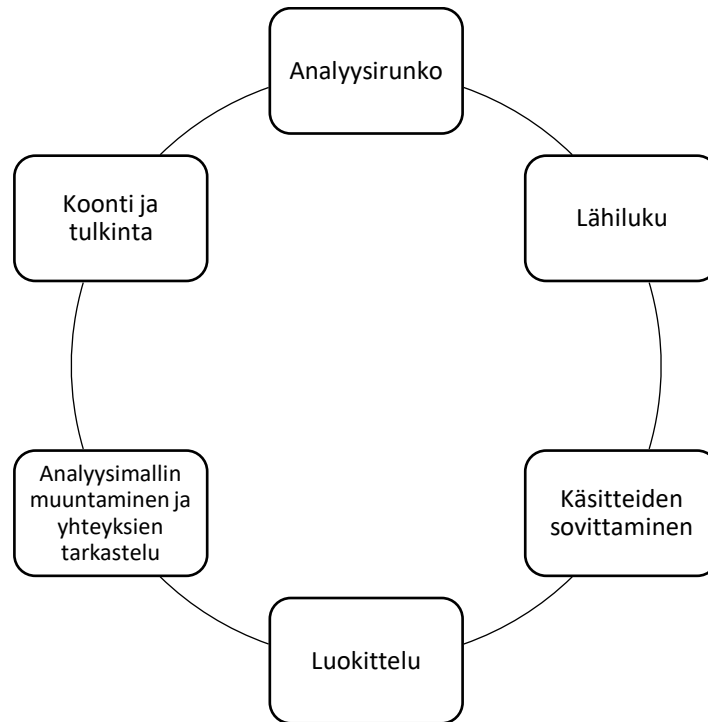 Analyysirunko
Lähiluku
Käsitteiden
sovittaminen
Luokittelu
Analyysimallin
muuntaminen ja
yhteyksien
tarkastelu
Koonti ja
tulkinta